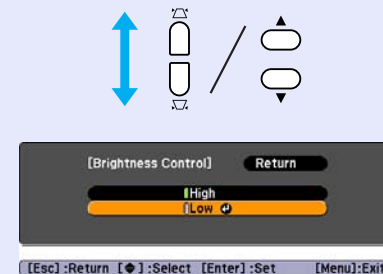 [Brightness Control] Return
High
Low
[Esc] :Return [◆] :Select [Enter] :Set [Menu]:Exit